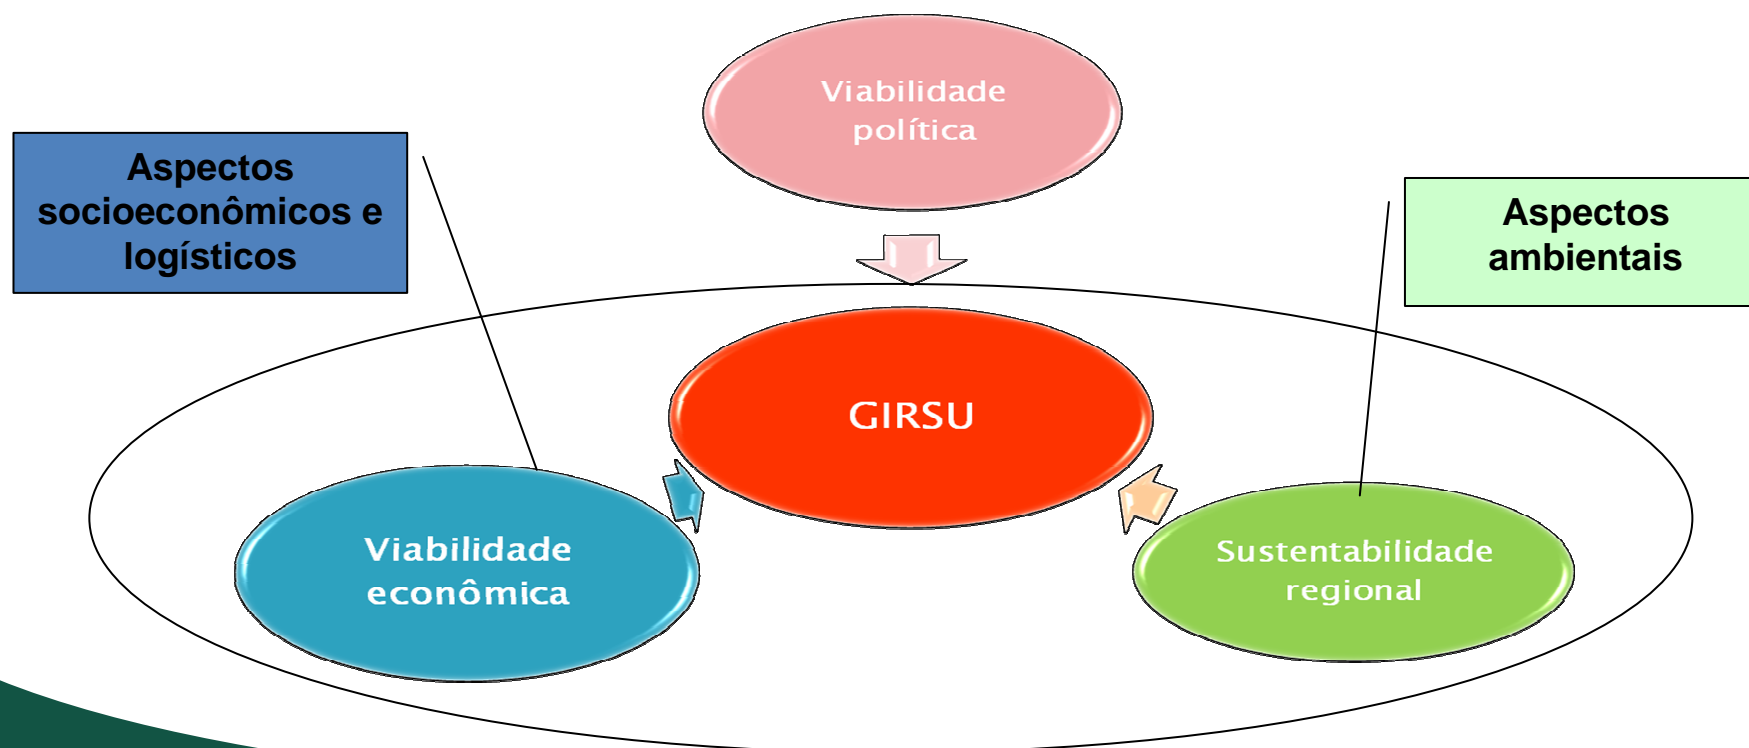 Viabilidade
política
Aspectos
socioeconômicos e
logísticos
Aspectos
ambientais
GIRSU
Viabilidade
econômica
Sustentabilidade
regional